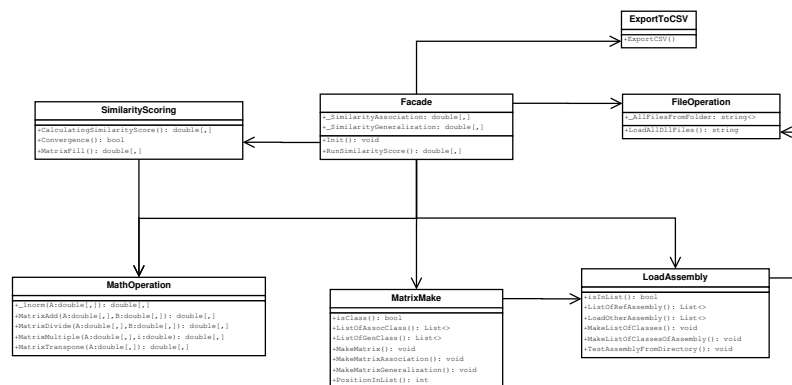 ExportToCSV
+ExportCSV()
SimilarityScoring
+CalculatingSimilarityScore(): double[,]
+Convergence(): bool
+MatrixFill(): double[,]
Facade
+_SimilarityAssociation: double[,]
+_SimilarityGeneralization: double[,]
+Init(): void
+RunSimilarityScore(): double[,]
FileOperation
+_AllFilesFromFolder: string<>
+LoadAllDllFiles(): string
MathOperation
+_1norm(A:double[,]): double[,]
+MatrixAdd(A:double[,],B:double[,]): double[,]
+MatrixDivide(A:double[,],B:double[,]): double[,]
+MatrixMultiple(A:double[,],i:double): double[,]
+MatrixTranspone(A:double[,]): double[,]
MatrixMake
+isClass(): bool
+ListOfAssocClass(): List<>
+ListOfGenClass(): List<>
+MakeMatrix(): void
+MakeMatrixAssociation(): void
+MakeMatrixGeneralization(): void
+PositionInList(): int
LoadAssembly
+isInList(): bool
+ListOfRefAssembly(): List<>
+LoadOtherAssembly(): List<>
+MakeListOfClasses(): void
+MakeListOfClassesOfAssembly(): void
+TestAssemblyFromDirectory(): void